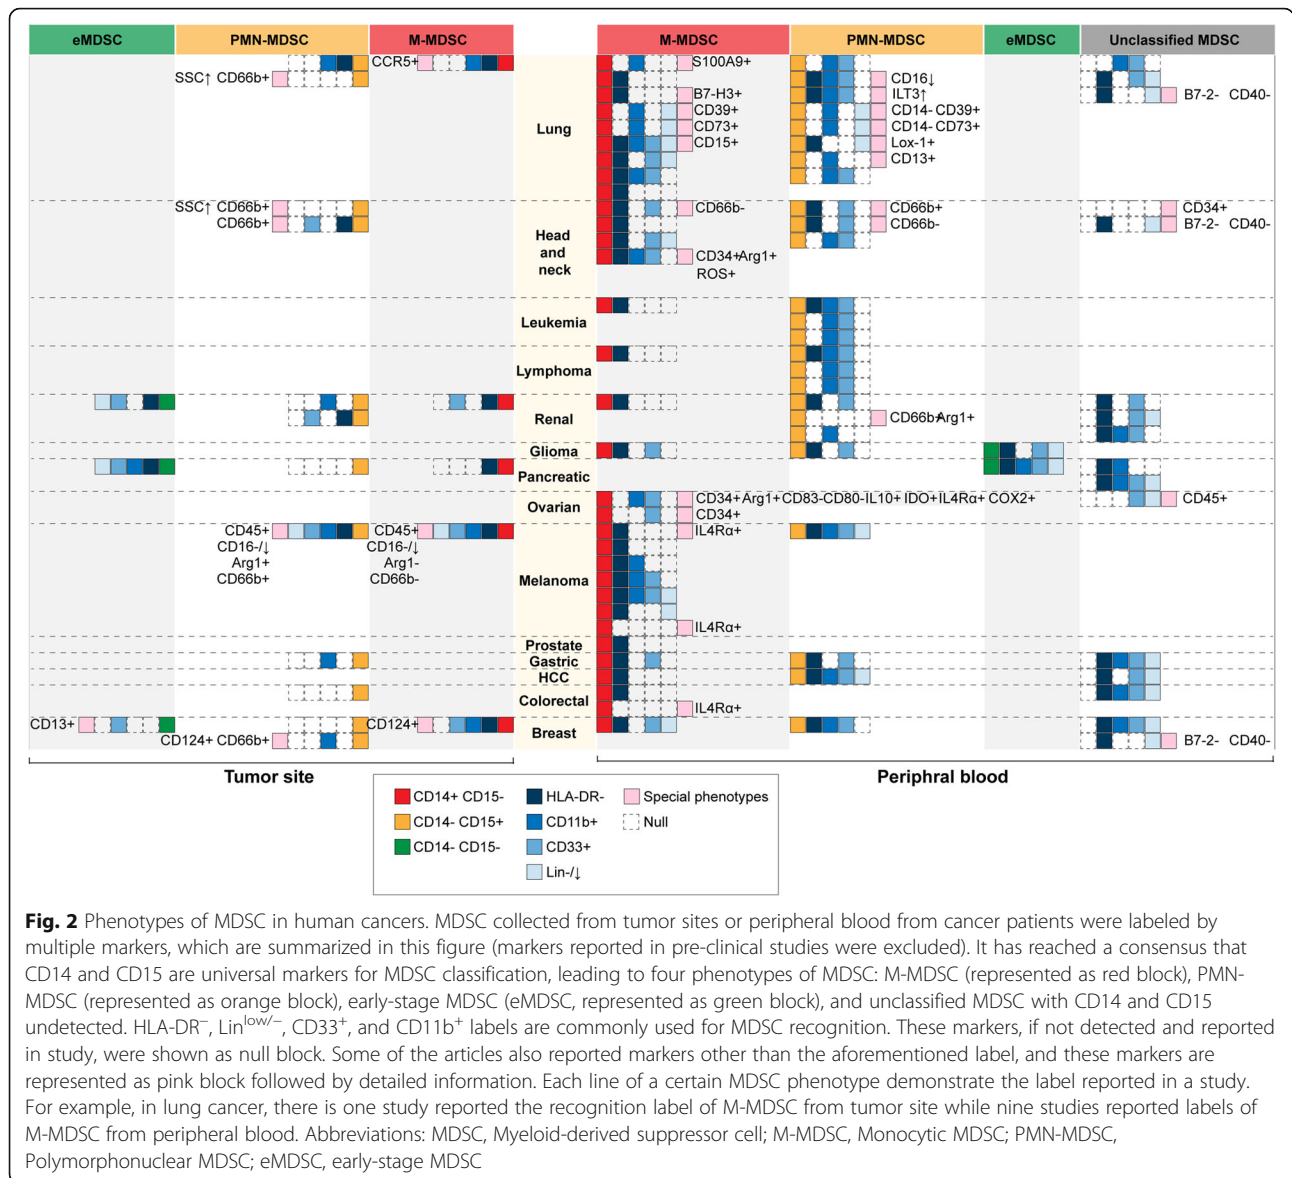 eMDSC PMN-MDSC M-MDSC M-MDSC PMN-MDSC eMDSC Unclassified MDSC
CCR5+ S100A9+
SSC↑ CD66b+ CD16↓
B7-H3+ ILT3↑ B7-2- CD40-
CD39+ CD14- CD39+
Lung CD73+ CD14- CD73+
CD15+ Lox-1+
CD13+
SSC↑ CD66b+ CD66b- CD66b+ CD34+
CD66b+ CD66b- B7-2- CD40-
Head
and
neck
CD34+Arg1+
ROS+
Leukemia
Lymphoma
Renal CD66b+Arg1+
Glioma
Pancreatic
Ovarian CD34+Arg1+CD83-CD80-IL10+ IDO+IL4Rα+ COX2+ CD45+
CD34+
CD45+ CD45+ IL4Rα+
CD16-/↓ CD16-/↓
Arg1+ Arg1-
CD66b+ CD66b-
Melanoma
IL4Rα+
Prostate
Gastric
HCC
Colorectal
IL4Rα+
CD13+ CD124+
Breast
CD124+ CD66b+ B7-2- CD40-
Tumor site Periphral blood
CD14+ CD15- HLA-DR- Special phenotypes
CD14- CD15+ CD11b+ Null
CD14- CD15- CD33+
Lin-/↓
Fig. 2 Phenotypes of MDSC in human cancers. MDSC collected from tumor sites or peripheral blood from cancer patients were labeled by
multiple markers, which are summarized in this figure (markers reported in pre-clinical studies were excluded). It has reached a consensus that
CD14 and CD15 are universal markers for MDSC classification, leading to four phenotypes of MDSC: M-MDSC (represented as red block), PMN-
MDSC (represented as orange block), early-stage MDSC (eMDSC, represented as green block), and unclassified MDSC with CD14 and CD15
undetected. HLA-DR⁻, Lin^low/−, CD33⁺, and CD11b⁺ labels are commonly used for MDSC recognition. These markers, if not detected and reported
in study, were shown as null block. Some of the articles also reported markers other than the aforementioned label, and these markers are
represented as pink block followed by detailed information. Each line of a certain MDSC phenotype demonstrate the label reported in a study.
For example, in lung cancer, there is one study reported the recognition label of M-MDSC from tumor site while nine studies reported labels of
M-MDSC from peripheral blood. Abbreviations: MDSC, Myeloid-derived suppressor cell; M-MDSC, Monocytic MDSC; PMN-MDSC,
Polymorphonuclear MDSC; eMDSC, early-stage MDSC